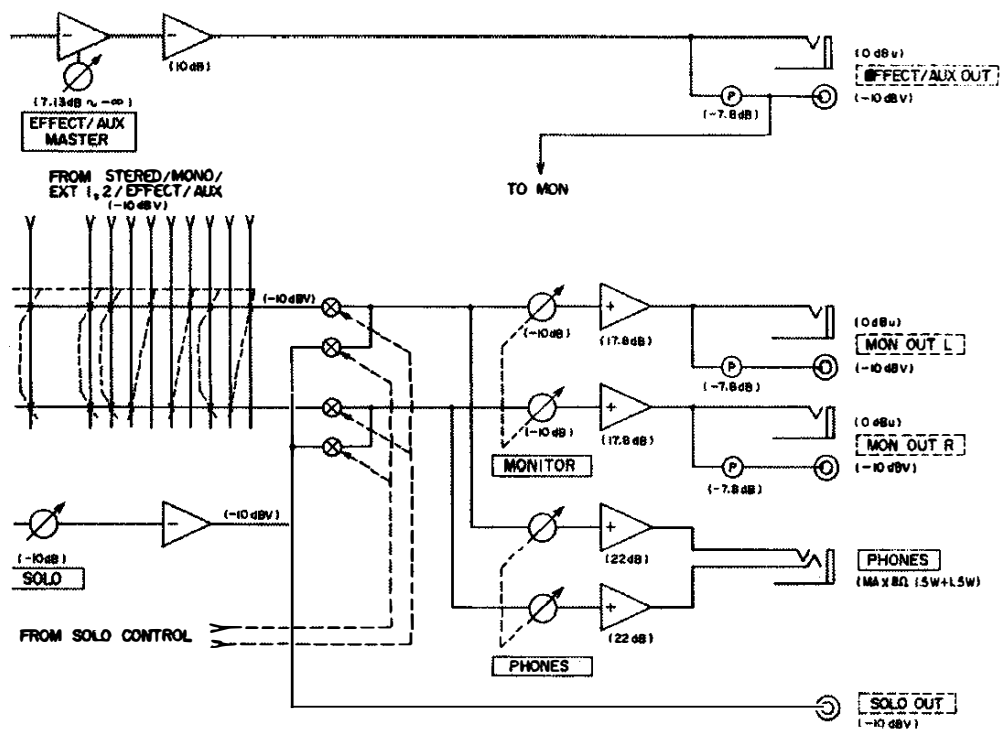 (10dB)
(0dBu)
EFFECT/AUX OUT
(7.13dB ~ -∞)
(-7.8dB)
(-10dBV)
EFFECT/AUX
MASTER
FROM STEREO/MONO/
EXT 1,2/EFFECT/AUX
(-10dBV)
TO MON
(-10dBV)
(-10dB)
(17.8dB)
(0dBu)
MON OUT L
(-7.8dB)
(-10dBV)
(-10dB)
(17.8dB)
(0dBu)
MON OUT R
MONITOR
(-7.8dB)
(-10dBV)
(-10dBV)
(-10dB)
SOLO
(22dB)
PHONES
(MAX 8Ω 1.5W+1.5W)
FROM SOLO CONTROL
(22dB)
PHONES
SOLO OUT
(-10dBV)
P
P
P